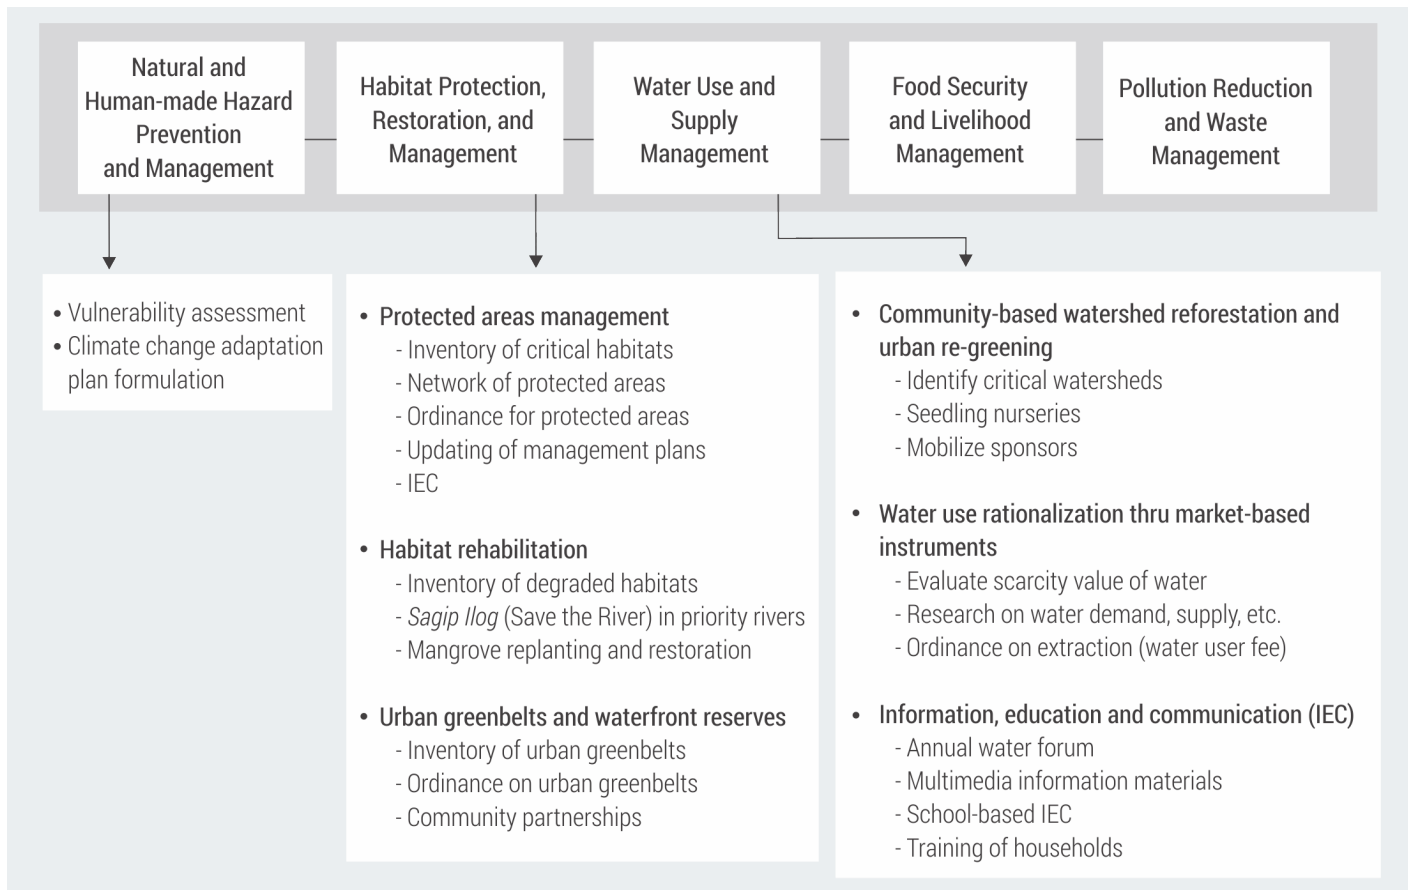 Natural and
Human-made Hazard
Prevention
and Management
Habitat Protection,
Restoration, and
Management
Water Use and
Supply
Management
Food Security
and Livelihood
Management
Pollution Reduction
and Waste
Management
• Vulnerability assessment
• Climate change adaptation
plan formulation
• Protected areas management
- Inventory of critical habitats
- Network of protected areas
- Ordinance for protected areas
- Updating of management plans
- IEC
• Habitat rehabilitation
- Inventory of degraded habitats
- Sagip Ilog (Save the River) in priority rivers
- Mangrove replanting and restoration
• Urban greenbelts and waterfront reserves
- Inventory of urban greenbelts
- Ordinance on urban greenbelts
- Community partnerships
• Community-based watershed reforestation and
urban re-greening
- Identify critical watersheds
- Seedling nurseries
- Mobilize sponsors
• Water use rationalization thru market-based
instruments
- Evaluate scarcity value of water
- Research on water demand, supply, etc.
- Ordinance on extraction (water user fee)
• Information, education and communication (IEC)
- Annual water forum
- Multimedia information materials
- School-based IEC
- Training of households